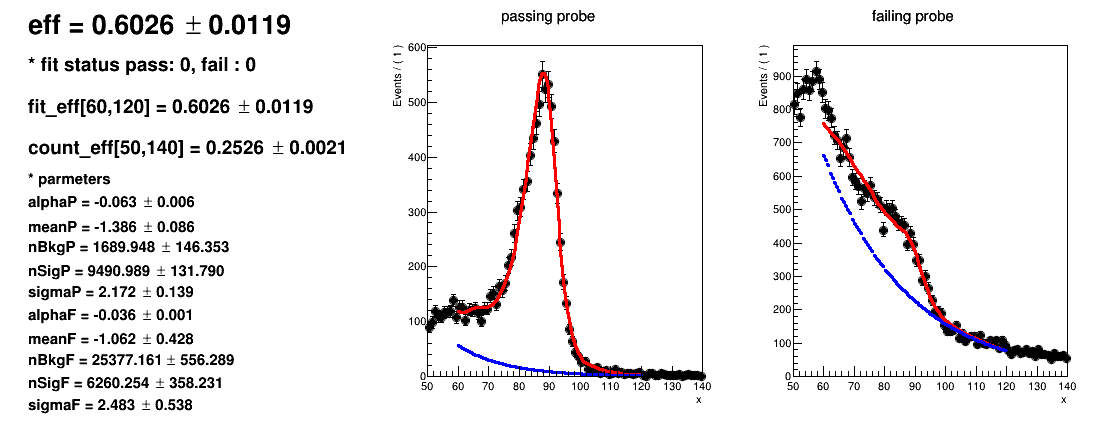 eff = 0.6026 ± 0.0119
* fit status pass: 0, fail : 0
fit_eff[60,120] = 0.6026 ± 0.0119
count_eff[50,140] = 0.2526 ± 0.0021
* parmeters
alphaP = -0.063 ± 0.006
meanP = -1.386 ± 0.086
nBkgP = 1689.948 ± 146.353
nSigP = 9490.989 ± 131.790
sigmaP = 2.172 ± 0.139
alphaF = -0.036 ± 0.001
meanF = -1.062 ± 0.428
nBkgF = 25377.161 ± 556.289
nSigF = 6260.254 ± 358.231
sigmaF = 2.483 ± 0.538
passing probe
Events / ( 1 )
600
500
400
300
200
100
0
50 60 70 80 90 100 110 120 130 140
x
failing probe
Events / ( 1 )
900
800
700
600
500
400
300
200
100
0
50 60 70 80 90 100 110 120 130 140
x